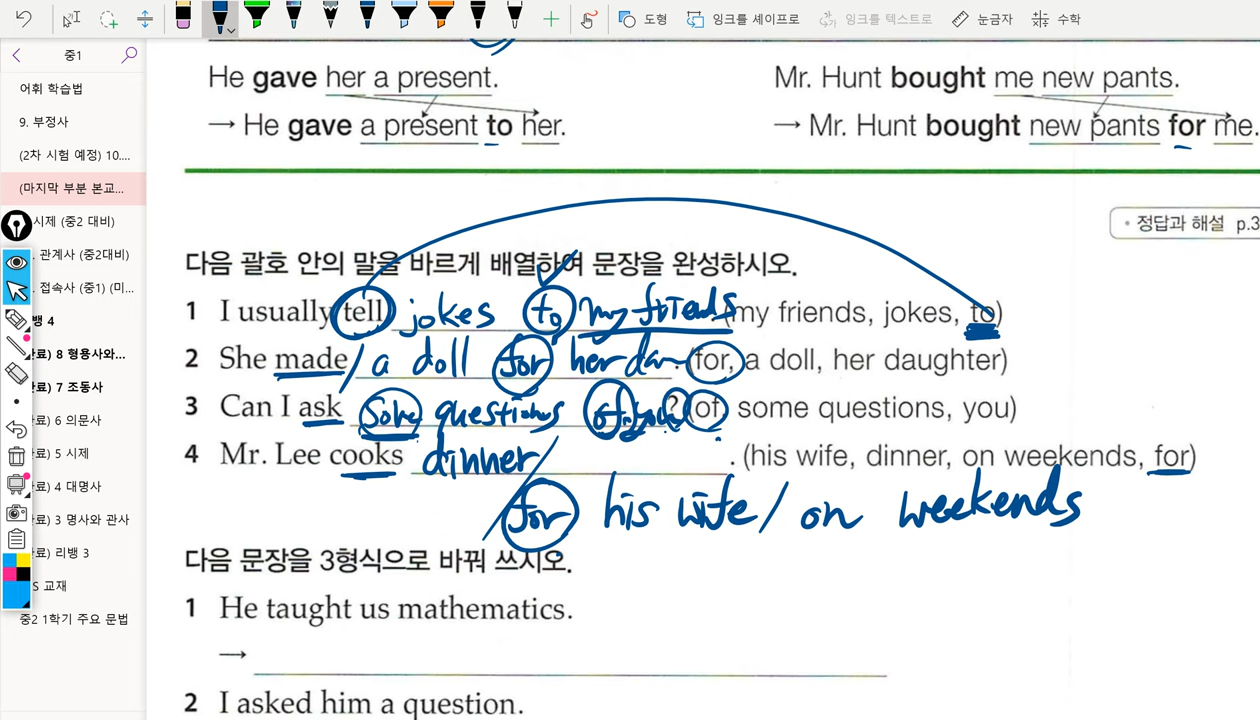 도형
잉크를 셰이프로
잉크를 텍스트로
눈금자
수학
중1
어휘 학습법
9. 부정사
(2차 시험 예정) 10....
(마지막 부분 본교...
시제 (중2 대비)
. 관계사 (중2대비)
. 접속사 (중1) (미...
뱅 4
료) 8 형용사와...
료) 7 조동사
료) 6 의문사
료) 5 시제
료) 4 대명사
료) 3 명사와 관사
료) 리뱅 3
S 교재
중2 1학기 주요 문법
He gave her a present.
→ He gave a present to her.
Mr. Hunt bought me new pants.
→ Mr. Hunt bought new pants for me.
• 정답과 해설 p.3
다음 괄호 안의 말을 바르게 배열하여 문장을 완성하시오.
1 I usually tell jokes to my friends (my friends, jokes, to)
2 She made / a doll for her dau . (for, a doll, her daughter)
3 Can I ask some questions of you ? (of, some questions, you)
4 Mr. Lee cooks dinner / . (his wife, dinner, on weekends, for)
for his wife / on weekends
다음 문장을 3형식으로 바꿔 쓰시오.
1 He taught us mathematics.
→
2 I asked him a question.